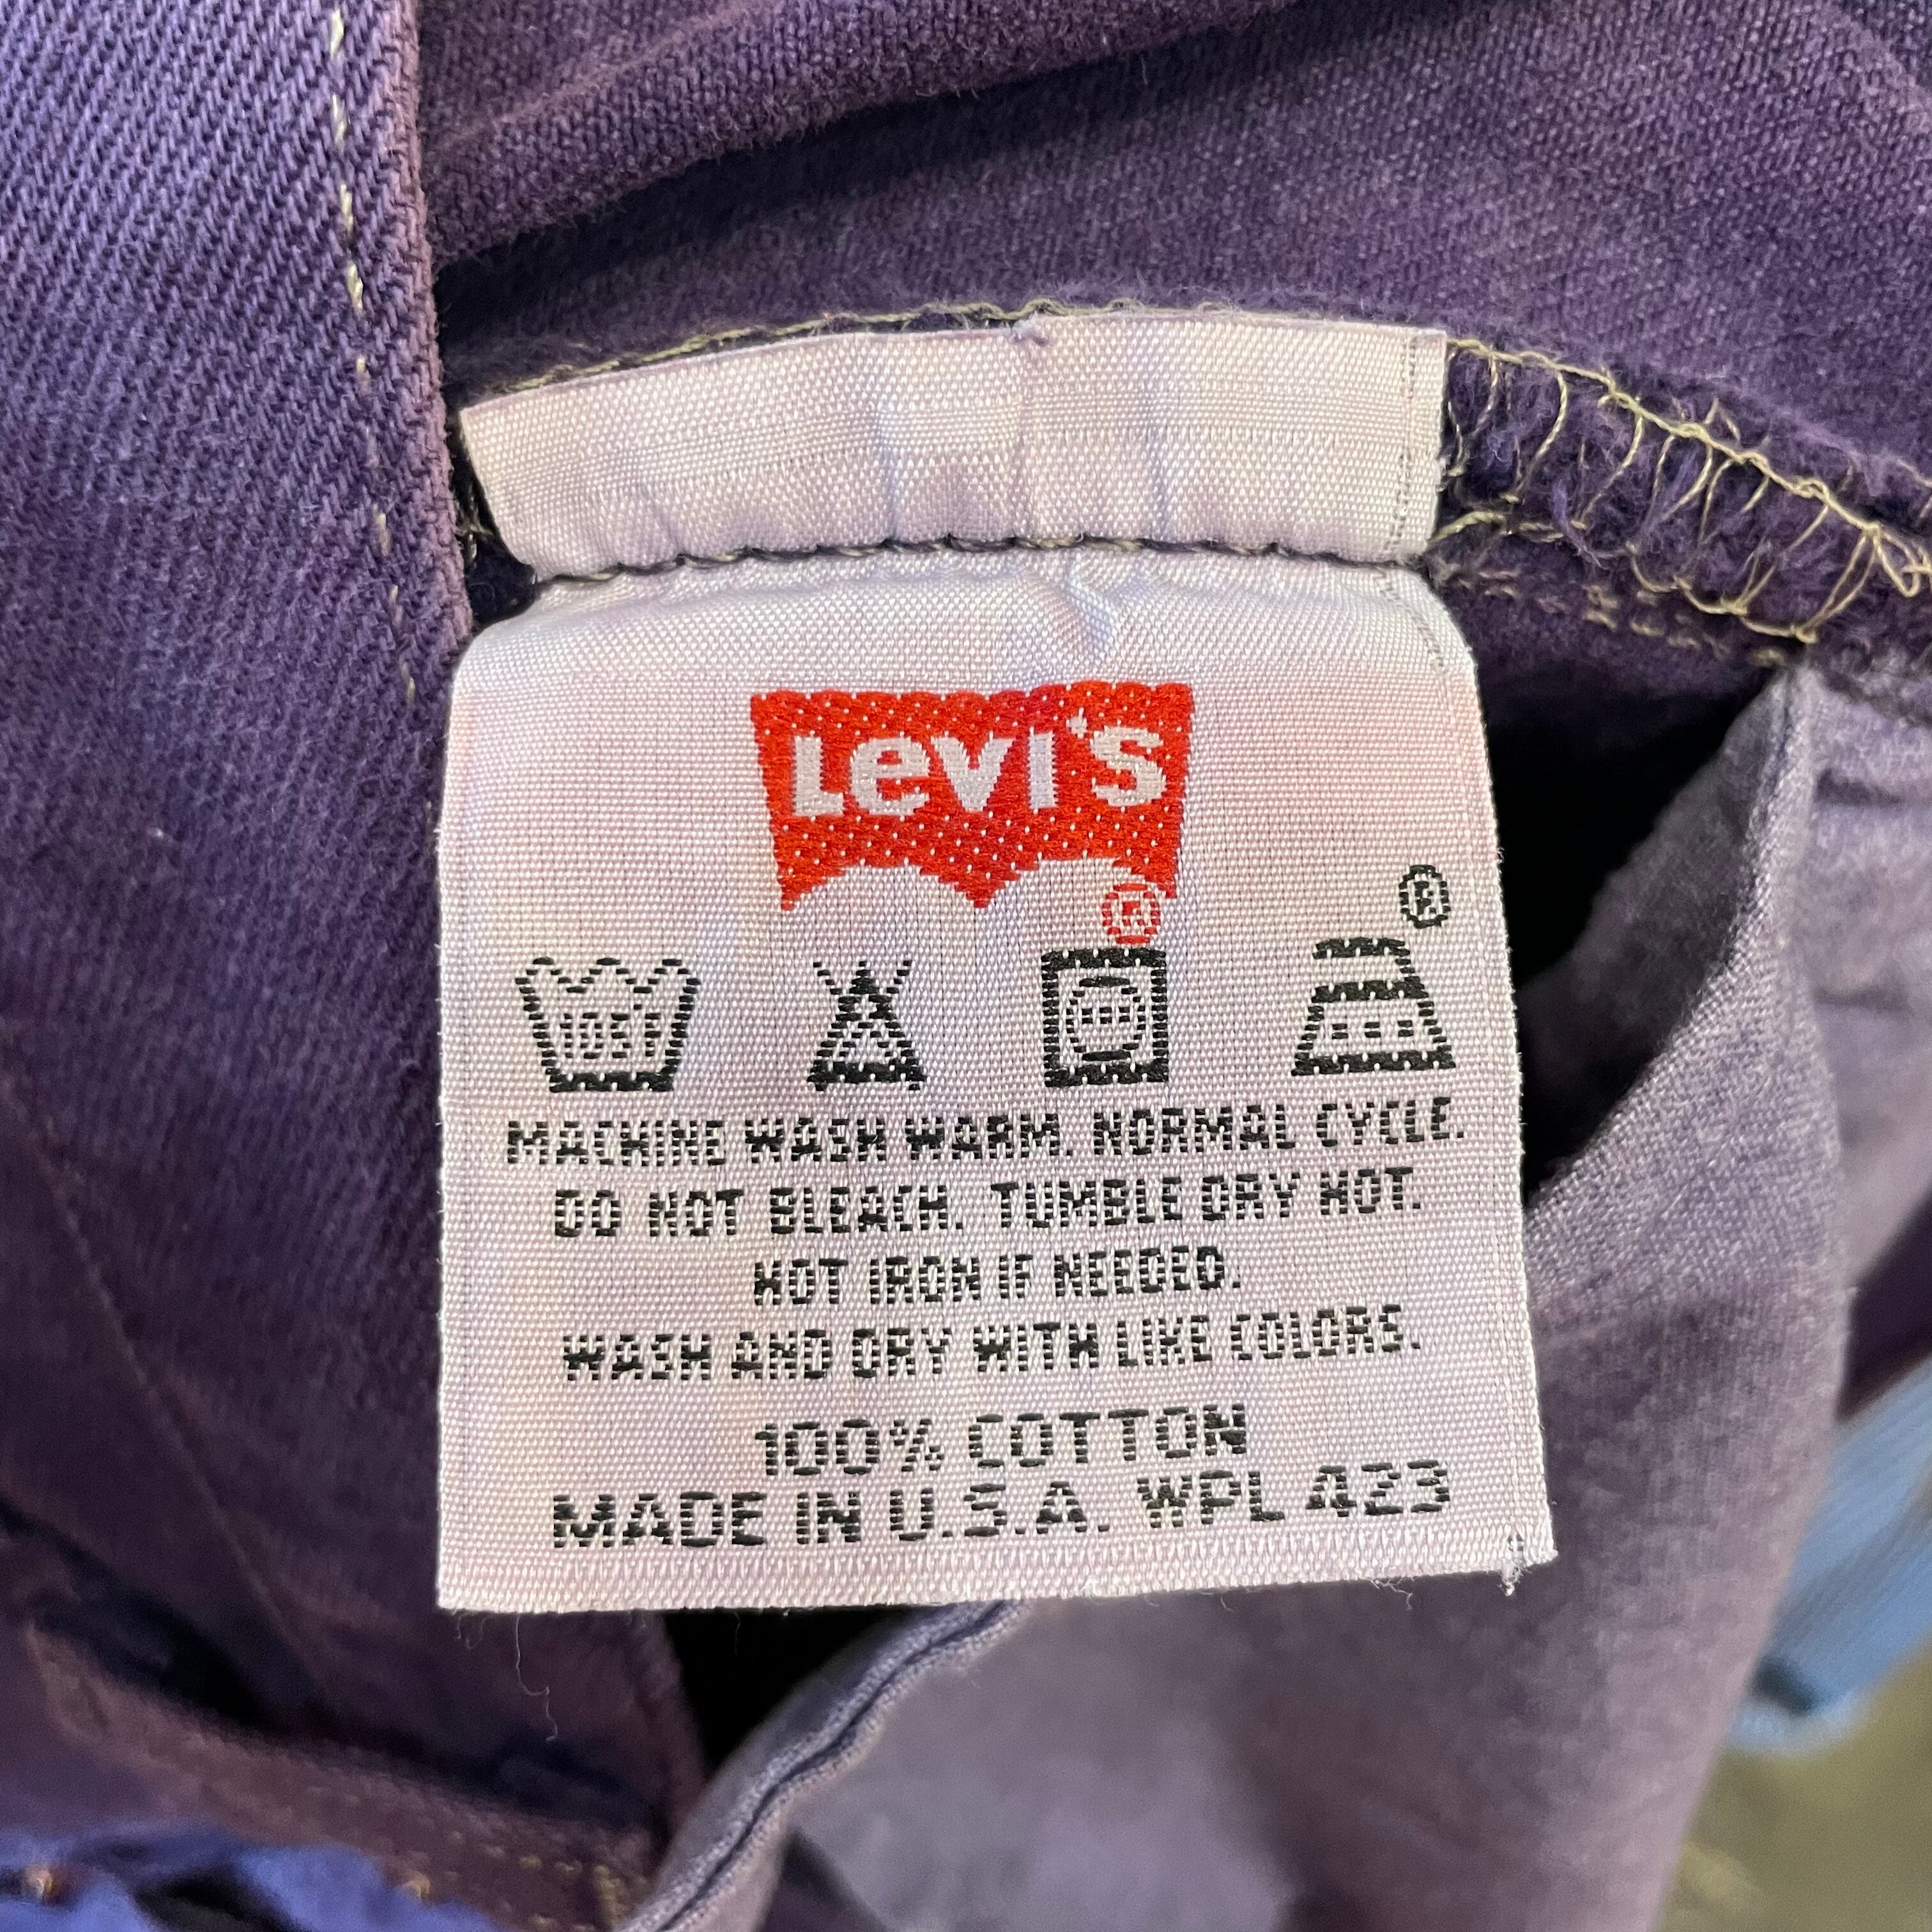 Levi's
®
®
105°F
MACHINE WASH WARM. NORMAL CYCLE.
DO NOT BLEACH. TUMBLE DRY HOT.
HOT IRON IF NEEDED.
WASH AND DRY WITH LIKE COLORS.
100% COTTON
MADE IN U.S.A. WPL 423